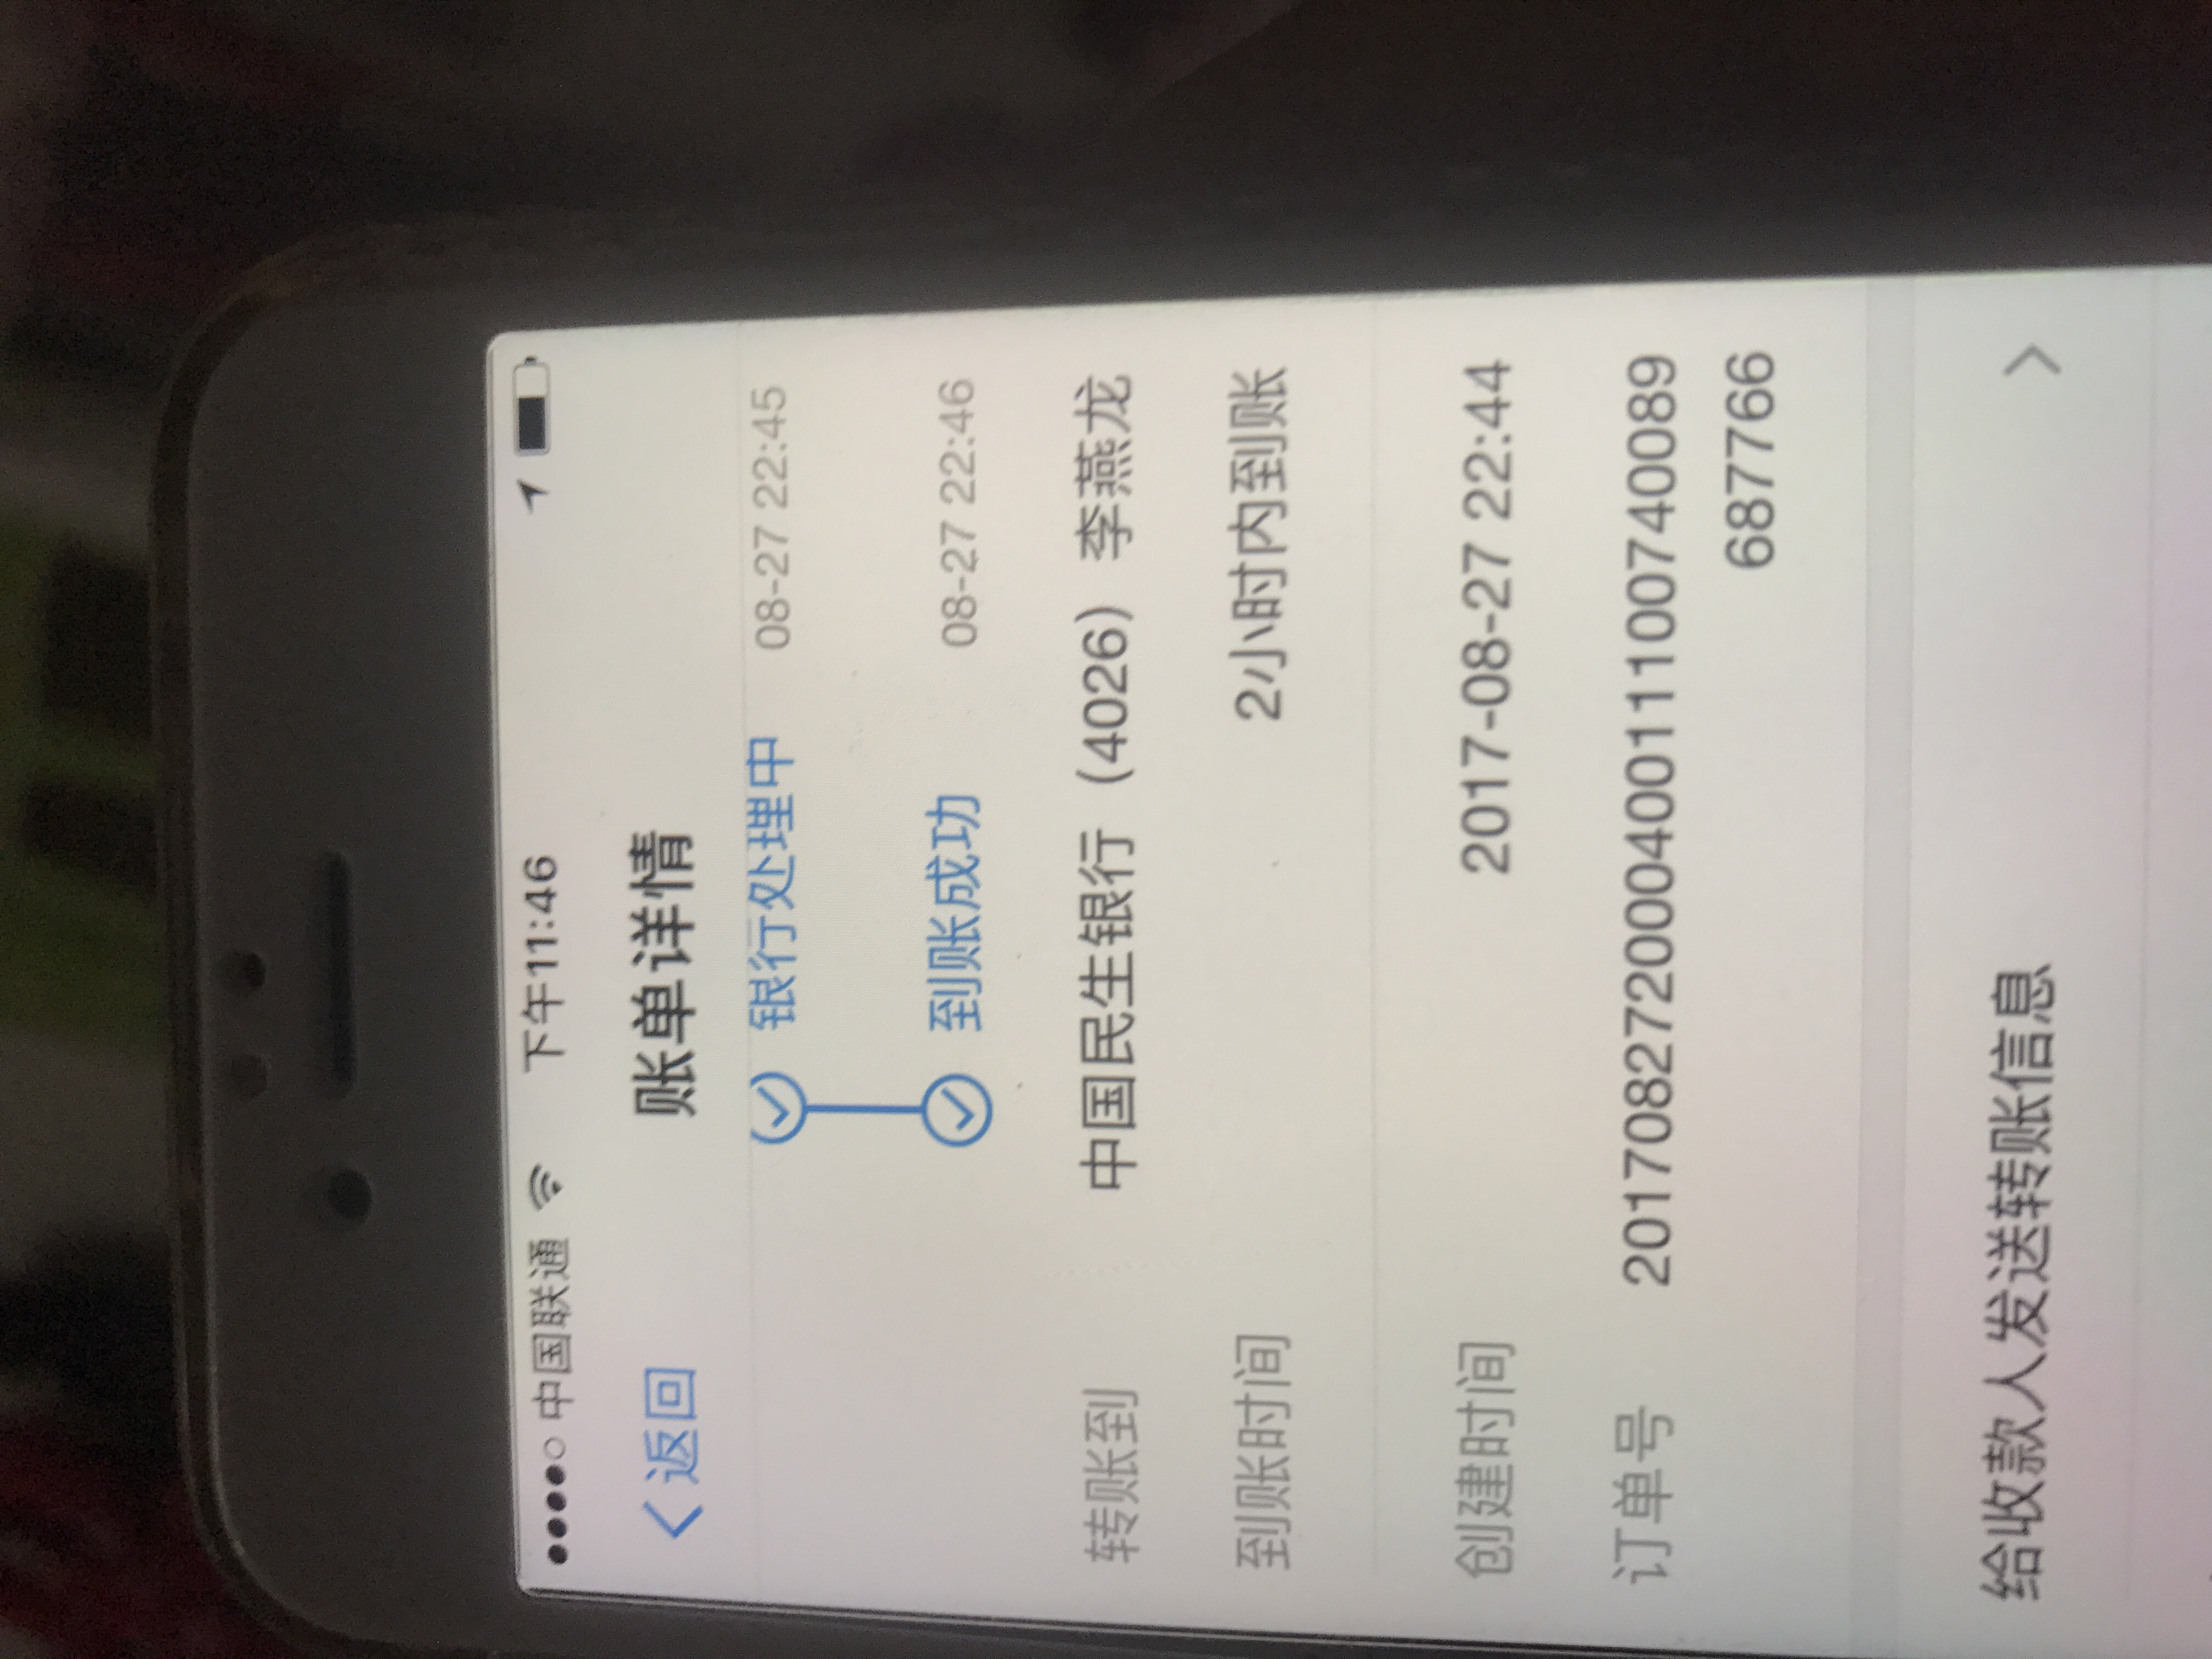 中国联通 下午11:46
返回 账单详情
银行处理中 08-27 22:45
到账成功 08-27 22:46
转账到 中国民生银行（4026）李燕龙
到账时间 2小时内到账
创建时间 2017-08-27 22:44
订单号 20170827200040011100740089
687766
给收款人发送转账信息